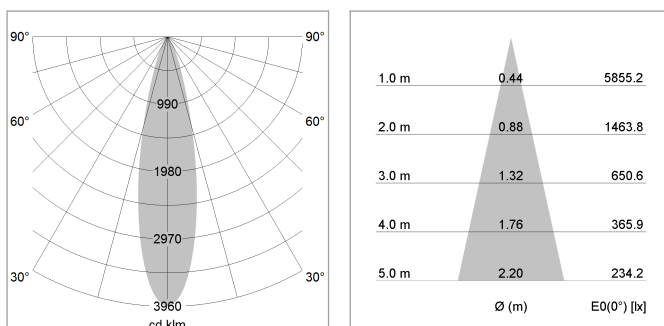 90° 90°
990
60° 60°
1980
2970
30° 30°
3960
cd klm
1.0 m 0.44 5855.2
2.0 m 0.88 1463.8
3.0 m 1.32 650.6
4.0 m 1.76 365.9
5.0 m 2.20 234.2
Ø (m) E0(0°) [lx]